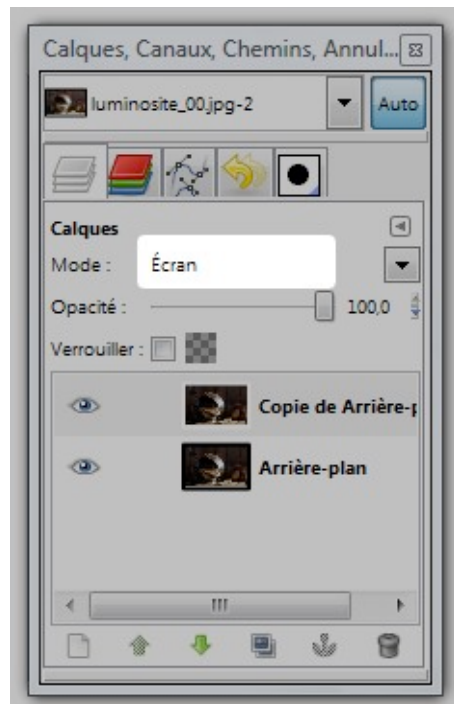 Calques, Canaux, Chemins, Annul...
luminosite_00.jpg-2
Auto
Calques
Mode : Écran
Opacité : 100,0
Verrouiller :
Copie de Arrière-p
Arrière-plan